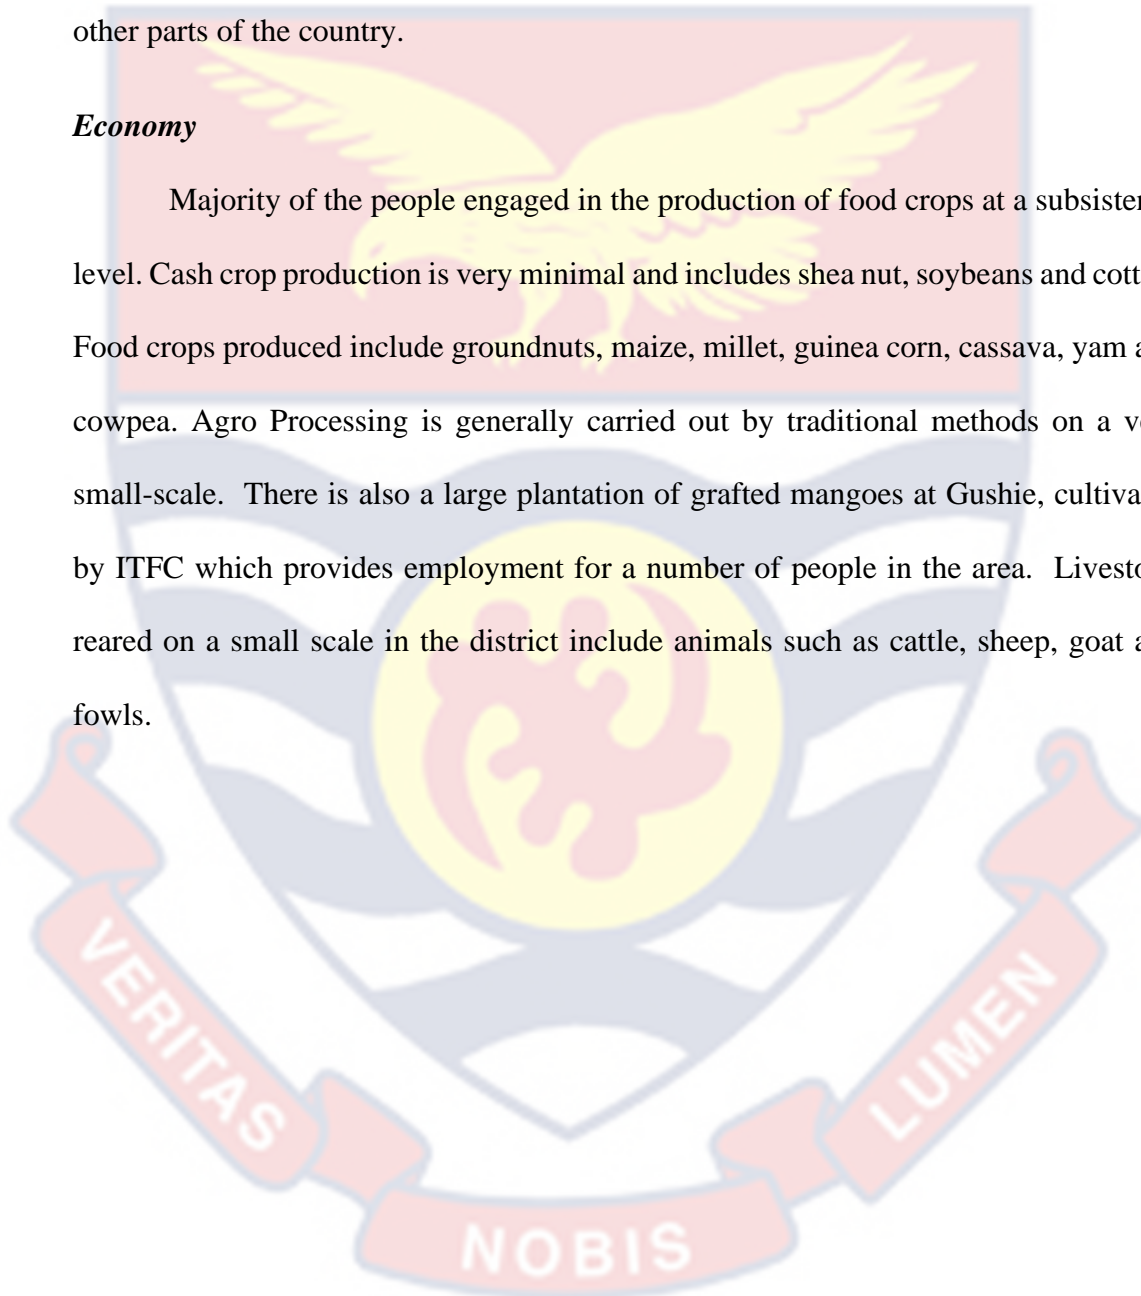 other parts of the country.
Economy
Majority of the people engaged in the production of food crops at a
level. Cash crop production is very minimal and includes shea nut, soybeans and
Food crops produced include groundnuts, maize, millet, guinea corn, cassava, yam
cowpea. Agro Processing is generally carried out by traditional methods on a
small-scale. There is also a large plantation of grafted mangoes at Gushie,
by ITFC which provides employment for a number of people in the area.
reared on a small scale in the district include animals such as cattle, sheep, goat
fowls.
VERITAS
NOBIS
LUMEN